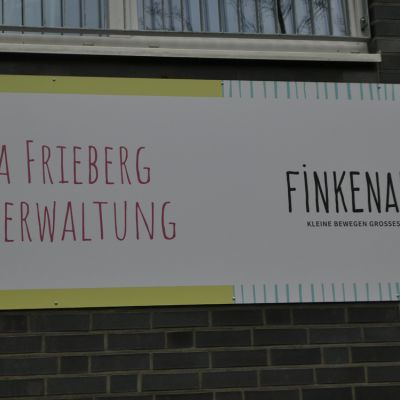 A FRIEBERG
ERWALTUNG
FINKENA
KLEINE BEWEGEN GROSSES